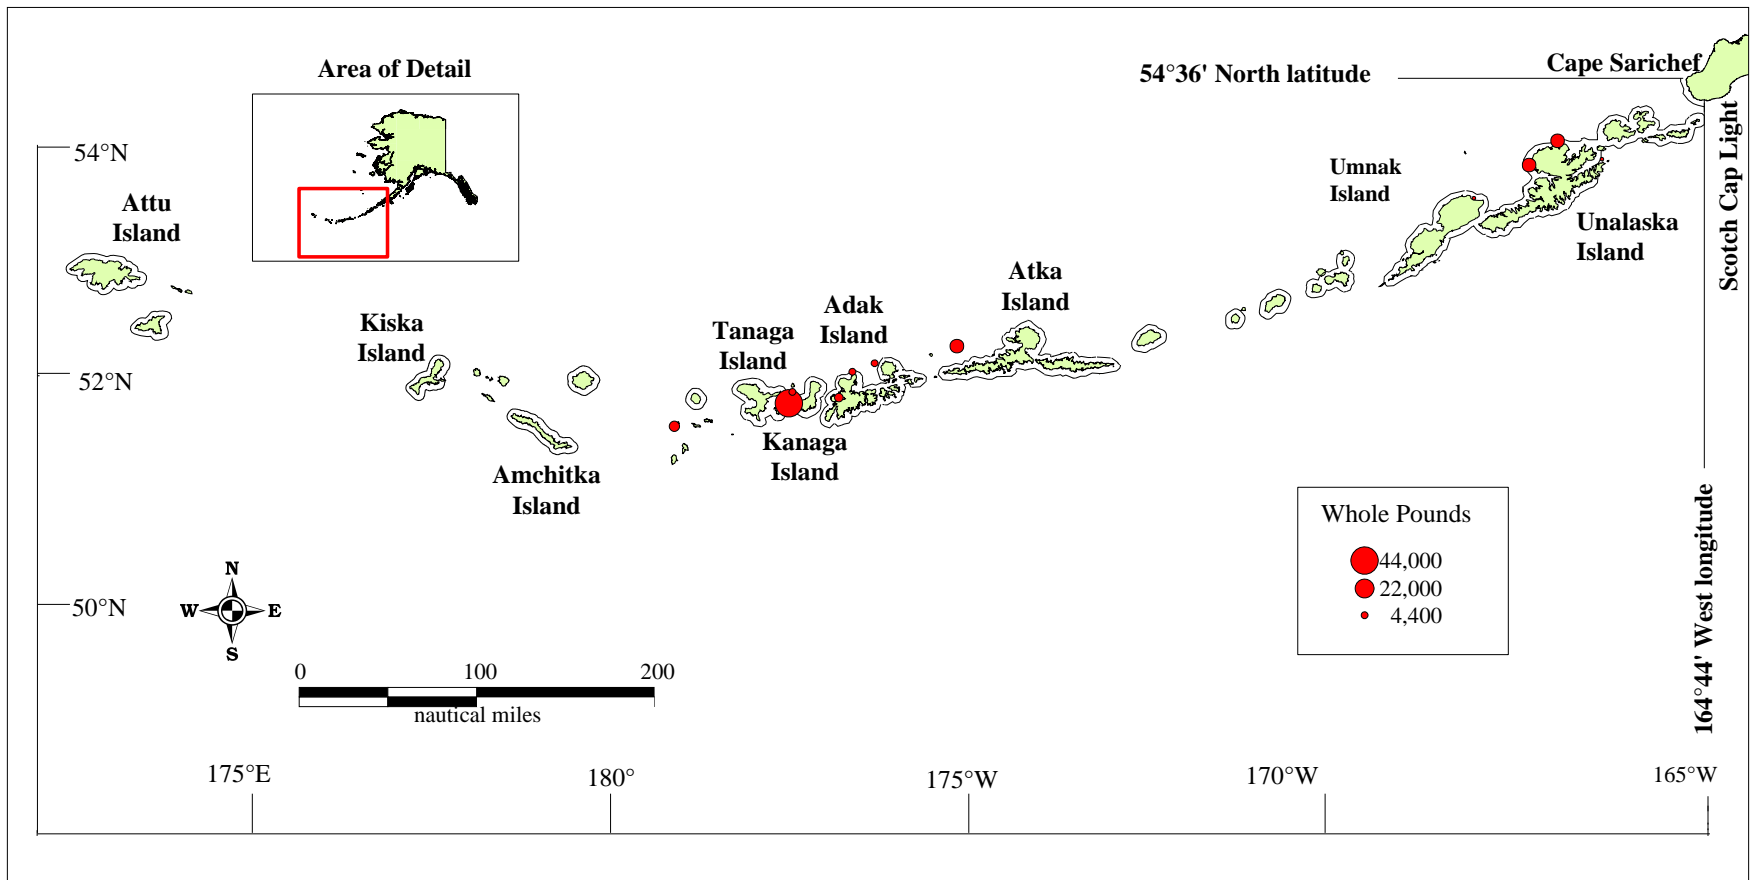 Area of Detail
54°36' North latitude
Cape Sarichef
Scotch Cap Light
54°N
Attu
Island
Umnak
Island
Unalaska
Island
Atka
Island
Adak
Island
Tanaga
Island
Kiska
Island
52°N
Kanaga
Island
Amchitka
Island
164°44' West longitude
Whole Pounds
44,000
22,000
4,400
50°N
N
W E
S
0 100 200
nautical miles
175°E 180° 175°W 170°W 165°W